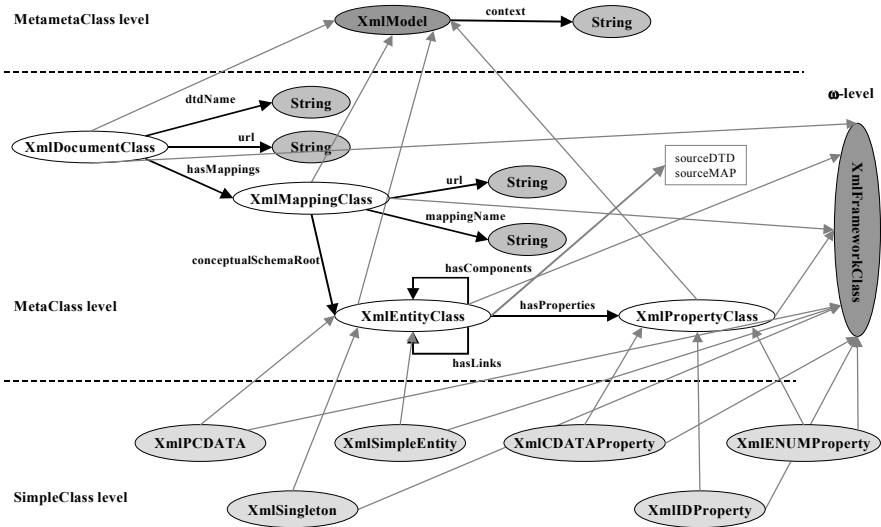 MetametaClass level
XmlModel
context
String
ω-level
dtdName
String
XmlDocumentClass
url
String
hasMappings
sourceDTD
sourceMAP
XmlMappingClass
url
String
mappingName
String
XmlFrameworkClass
conceptualSchemaRoot
hasComponents
MetaClass level
XmlEntityClass
hasProperties
XmlPropertyClass
hasLinks
XmlPCDATA
XmlSimpleEntity
XmlCDATAProperty
XmlENUMProperty
SimpleClass level
XmlSingleton
XmlIDProperty